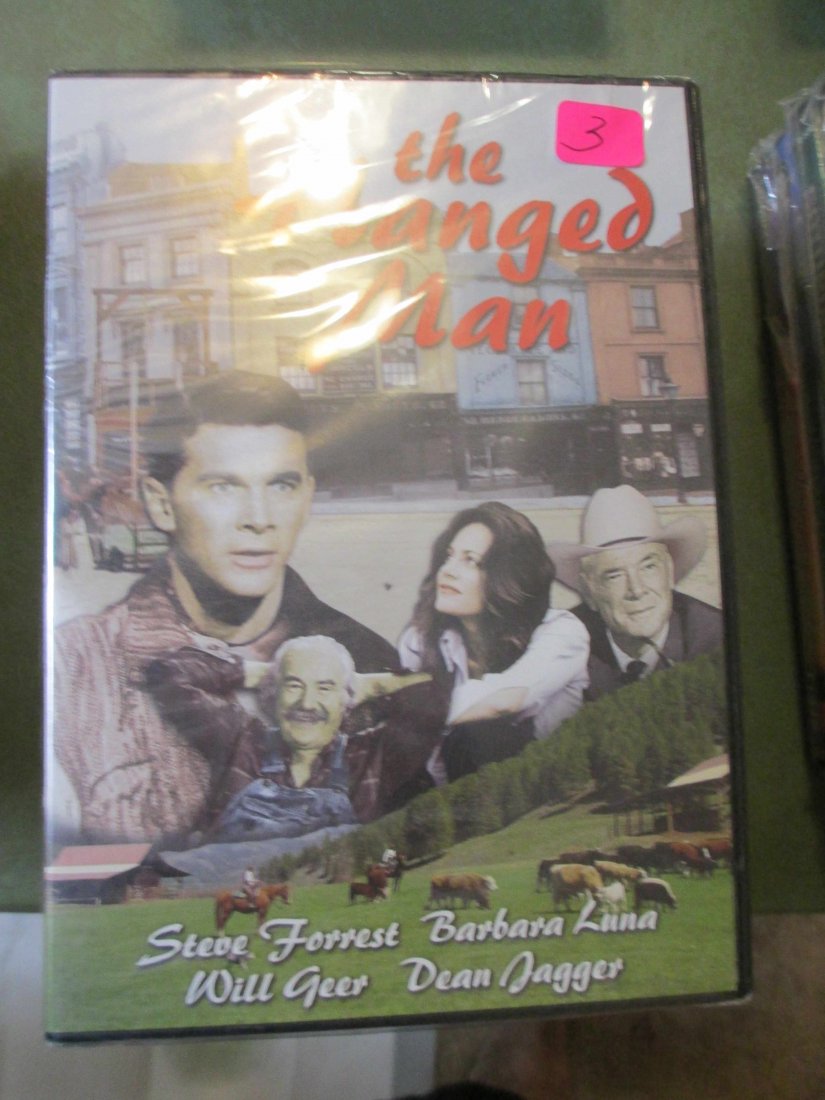 3
the
Hanged
Man
Steve Forrest Barbara Luna
Will Geer Dean Jagger